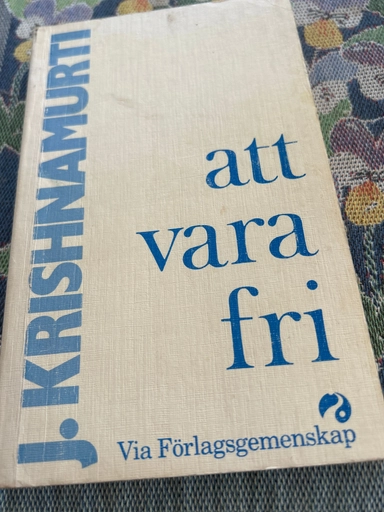 J. KRISHNAMURTI
att
vara
fri
Via Förlagsgemenskap